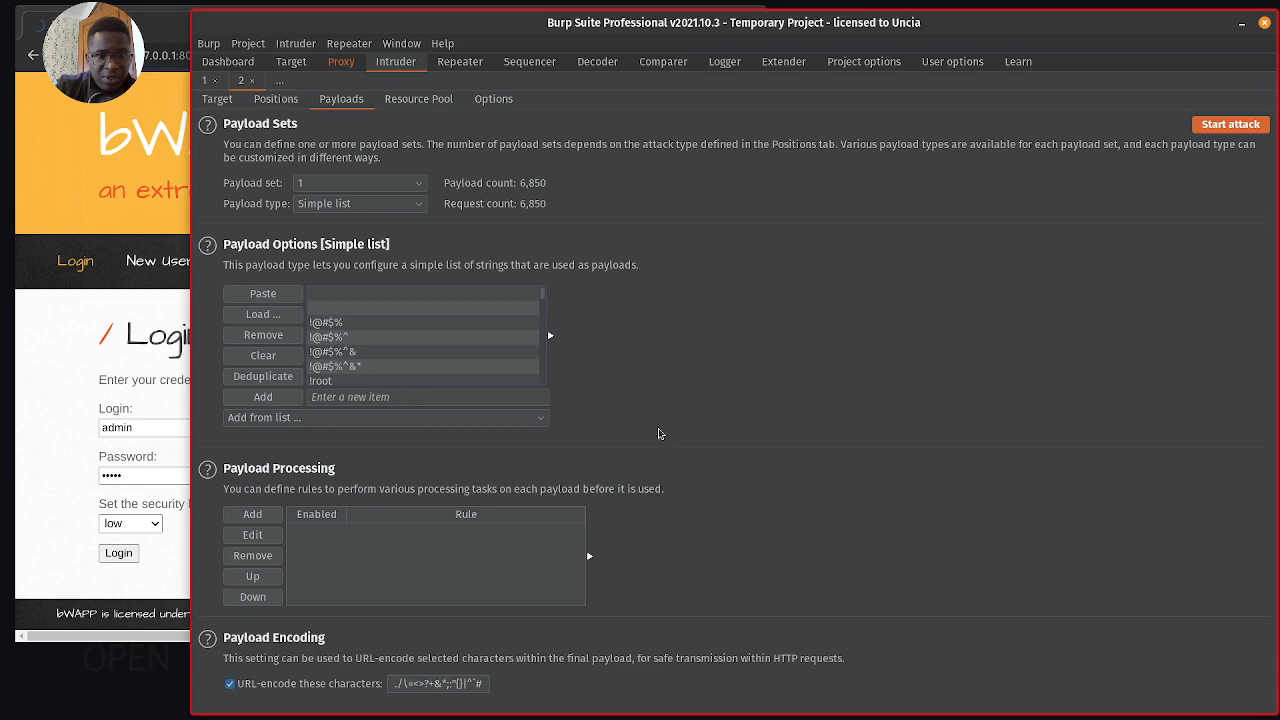 Burp Suite Professional v2021.10.3 - Temporary Project - licensed to Uncia
Burp Project Intruder Repeater Window Help
Dashboard Target Proxy Intruder Repeater Sequencer Decoder Comparer Logger Extender Project options User options Learn
1 × 2 × ...
Target Positions Payloads Resource Pool Options
Payload Sets
Start attack
You can define one or more payload sets. The number of payload sets depends on the attack type defined in the Positions tab. Various payload types are available for each payload set, and each payload type can
be customized in different ways.
Payload set: 1 Payload count: 6,850
Payload type: Simple list Request count: 6,850
Payload Options [Simple list]
This payload type lets you configure a simple list of strings that are used as payloads.
Paste
Load ...
Remove
Clear
Deduplicate
Add
!@#$%
!@#$%^
!@#$%^&
!@#$%^&*
!root
Enter a new item
Add from list ...
Payload Processing
You can define rules to perform various processing tasks on each payload before it is used.
Add
Edit
Remove
Up
Down
Enabled Rule
Payload Encoding
This setting can be used to URL-encode selected characters within the final payload, for safe transmission within HTTP requests.
URL-encode these characters: ./\=<>?+&*;:"{}|^`#
7.0.0.1:80
bW
an extr
Login New User
/ Login
Enter your crede
Login:
admin
Password:
•••••
Set the security l
low
Login
bWAPP is licensed under
OPEN